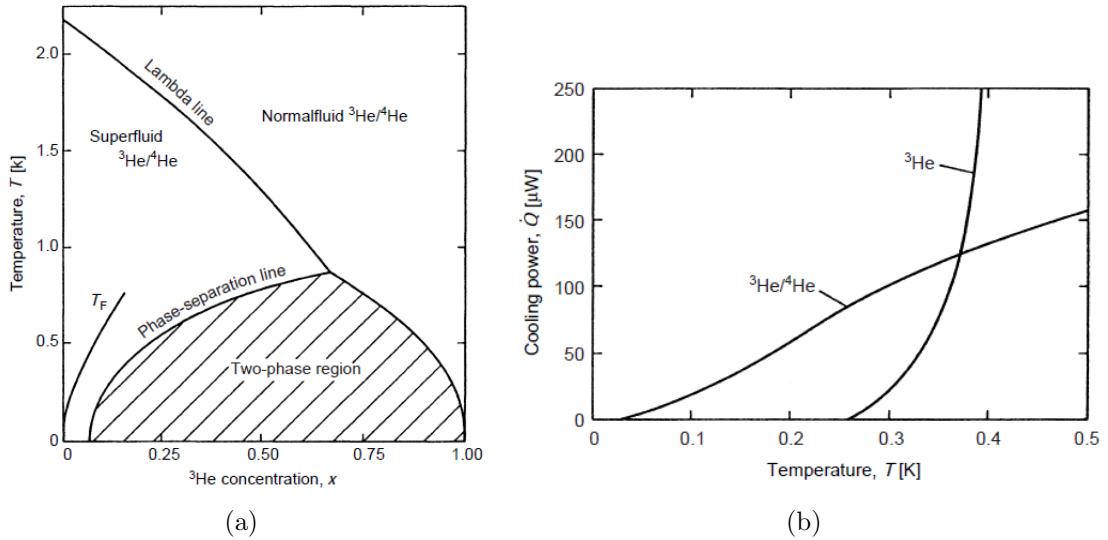 2.0
1.5
1.0
0.5
0
Temperature, T [k]
Lambda line
Normalfluid ³He/⁴He
Superfluid
³He/⁴He
T_F
Phase-separation line
Two-phase region
0 0.25 0.50 0.75 1.00
³He concentration, x
(a)
250
200
150
100
50
0
Cooling power, Q̇ [μW]
³He
³He/⁴He
0 0.1 0.2 0.3 0.4 0.5
Temperature, T [K]
(b)